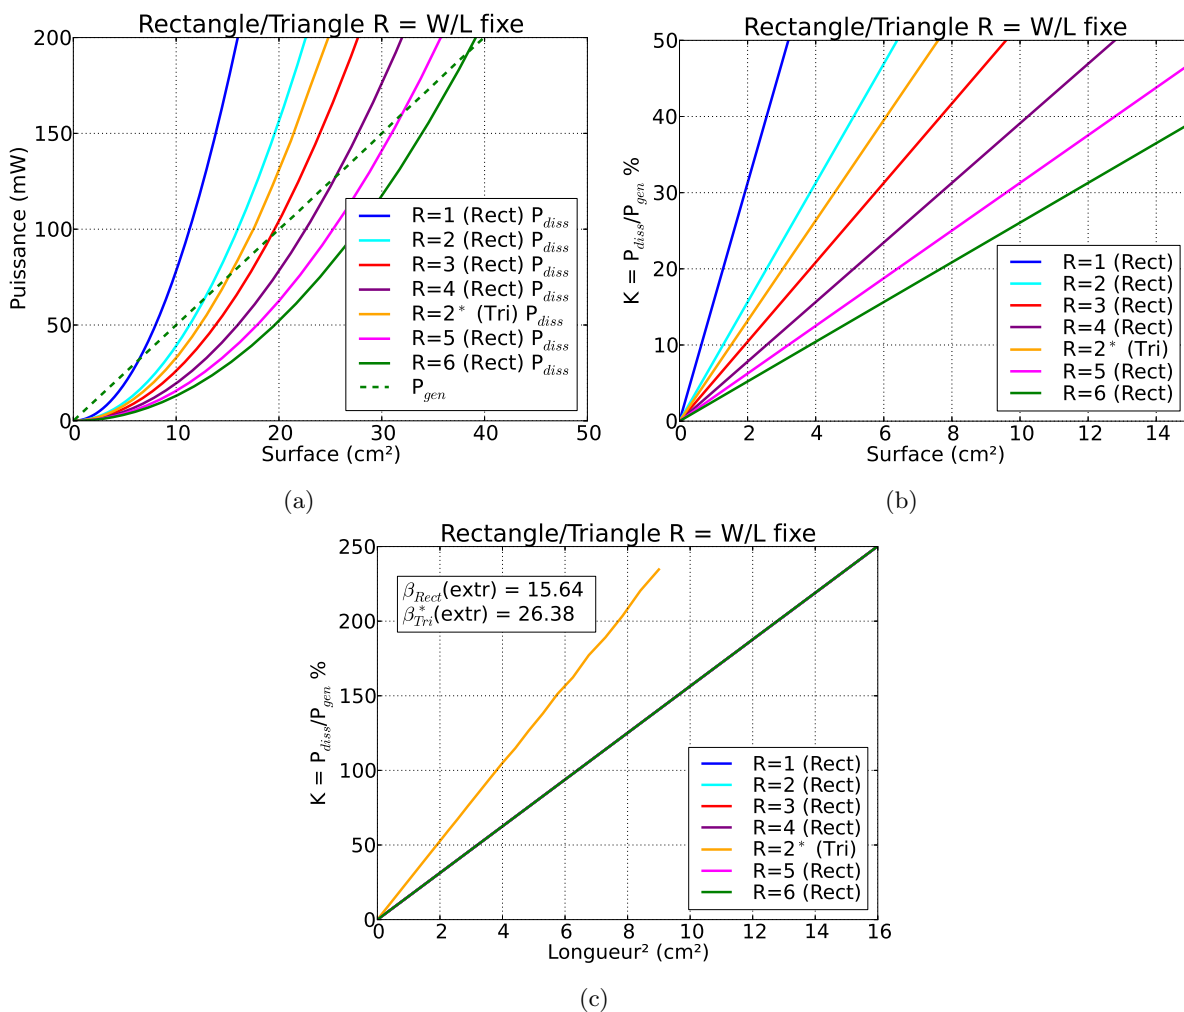 Rectangle/Triangle R = W/L fixe
Puissance (mW)
200
150
100
50
0
0 10 20 30 40 50
Surface (cm²)
R=1 (Rect) P_diss
R=2 (Rect) P_diss
R=3 (Rect) P_diss
R=4 (Rect) P_diss
R=2* (Tri) P_diss
R=5 (Rect) P_diss
R=6 (Rect) P_diss
P_gen
(a)
Rectangle/Triangle R = W/L fixe
K = P_diss/P_gen %
50
40
30
20
10
0
0 2 4 6 8 10 12 14
Surface (cm²)
R=1 (Rect)
R=2 (Rect)
R=3 (Rect)
R=4 (Rect)
R=2* (Tri)
R=5 (Rect)
R=6 (Rect)
(b)
Rectangle/Triangle R = W/L fixe
K = P_diss/P_gen %
250
200
150
100
50
0
0 2 4 6 8 10 12 14 16
Longueur² (cm²)
β_Rect(extr) = 15.64
β*_Tri(extr) = 26.38
R=1 (Rect)
R=2 (Rect)
R=3 (Rect)
R=4 (Rect)
R=2* (Tri)
R=5 (Rect)
R=6 (Rect)
(c)